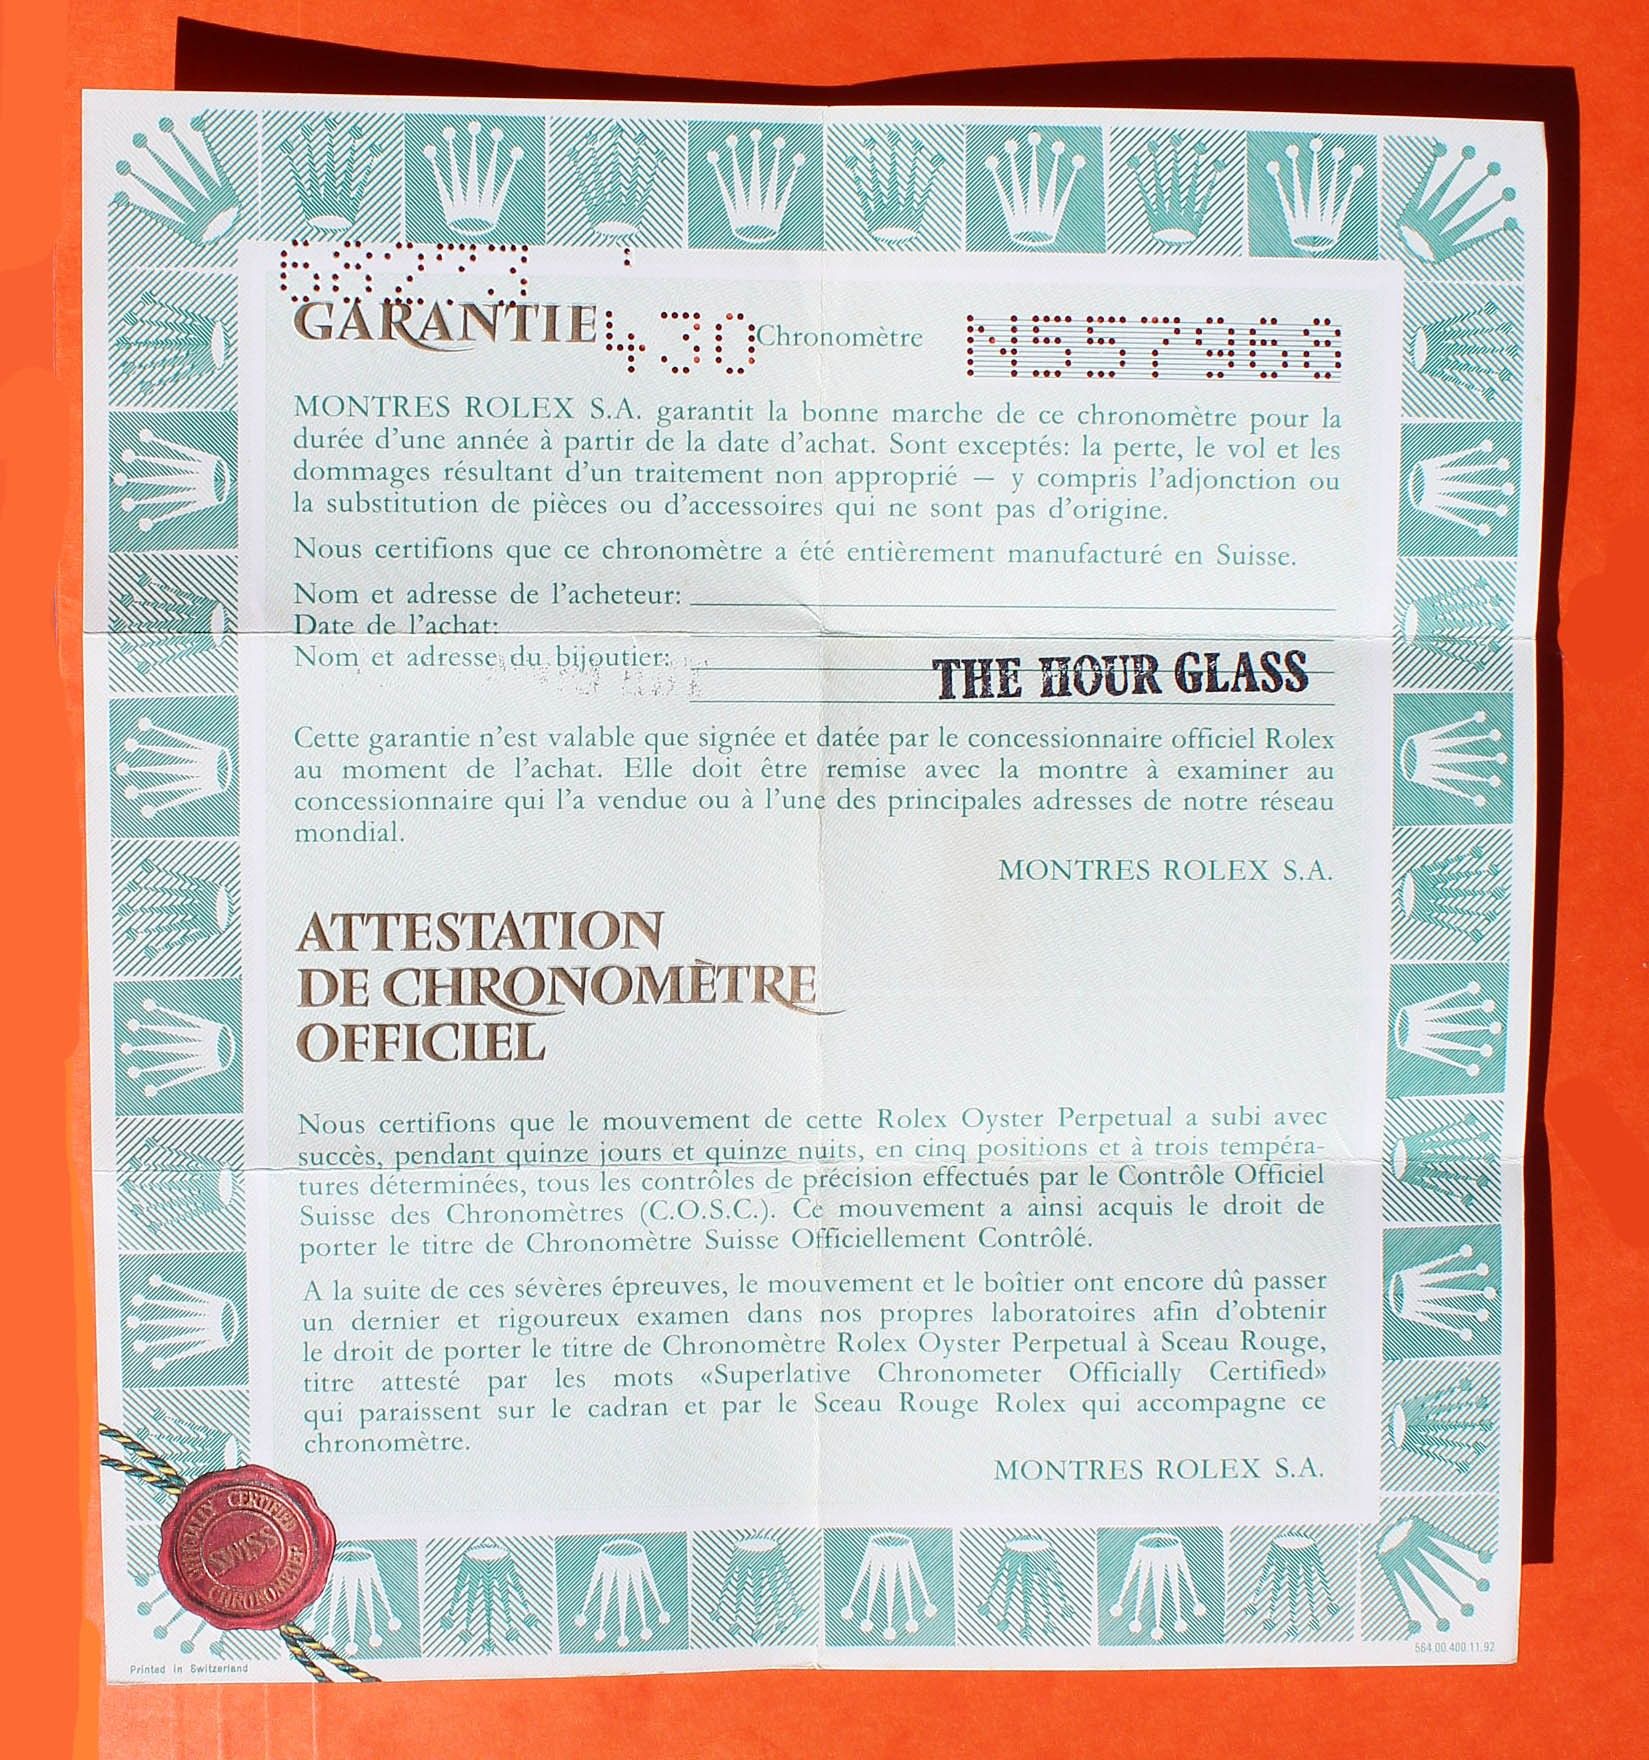 68273
GARANTIE 430 Chronomètre N557968
MONTRES ROLEX S.A. garantit la bonne marche de ce chronomètre pour la
durée d'une année à partir de la date d'achat. Sont exceptés: la perte, le vol et les
dommages résultant d'un traitement non approprié — y compris l'adjonction ou
la substitution de pièces ou d'accessoires qui ne sont pas d'origine.
Nous certifions que ce chronomètre a été entièrement manufacturé en Suisse.
Nom et adresse de l'acheteur:
Date de l'achat:
Nom et adresse du bijoutier:
THE HOUR GLASS
Cette garantie n'est valable que signée et datée par le concessionnaire officiel Rolex
au moment de l'achat. Elle doit être remise avec la montre à examiner au
concessionnaire qui l'a vendue ou à l'une des principales adresses de notre réseau
mondial.
MONTRES ROLEX S.A.
ATTESTATION
DE CHRONOMÈTRE
OFFICIEL
Nous certifions que le mouvement de cette Rolex Oyster Perpetual a subi avec
succès, pendant quinze jours et quinze nuits, en cinq positions et à trois tempéra-
tures déterminées, tous les contrôles de précision effectués par le Contrôle Officiel
Suisse des Chronomètres (C.O.S.C.). Ce mouvement a ainsi acquis le droit de
porter le titre de Chronomètre Suisse Officiellement Contrôlé.
A la suite de ces sévères épreuves, le mouvement et le boîtier ont encore dû passer
un dernier et rigoureux examen dans nos propres laboratoires afin d'obtenir
le droit de porter le titre de Chronomètre Rolex Oyster Perpetual à Sceau Rouge,
titre attesté par les mots «Superlative Chronometer Officially Certified»
qui paraissent sur le cadran et par le Sceau Rouge Rolex qui accompagne ce
chronomètre.
MONTRES ROLEX S.A.
OFFICIALLY CERTIFIED
SWISS
CHRONOMETER
564.00.400.11.92
Printed in Switzerland